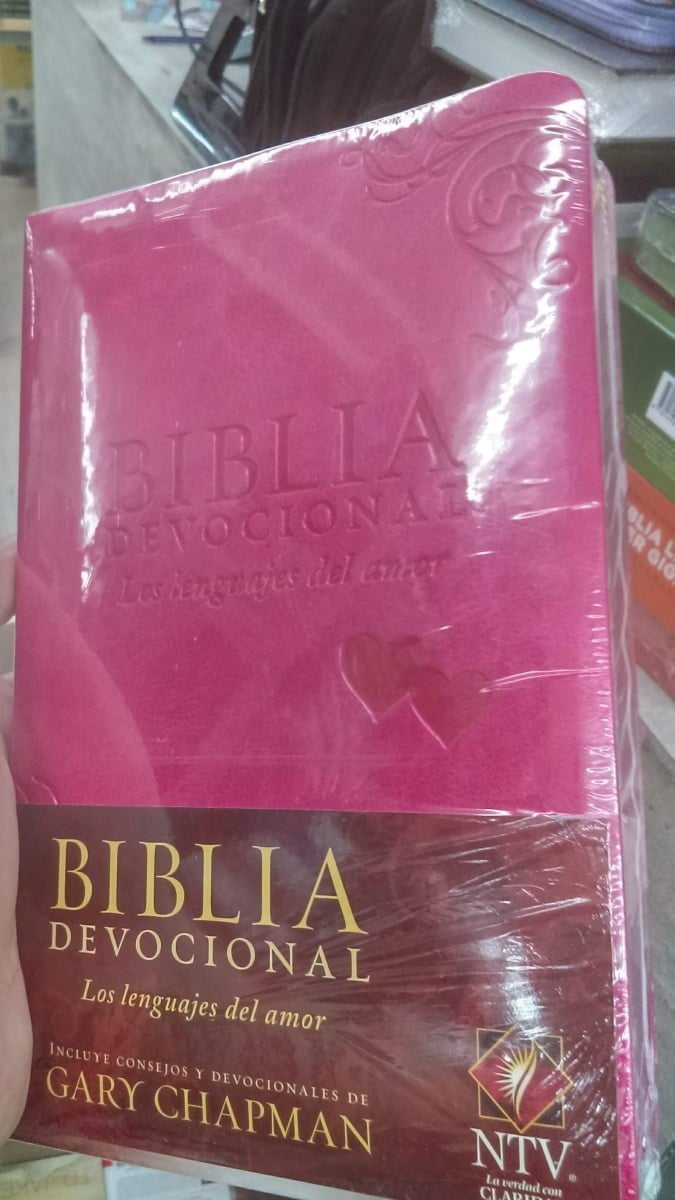 BIBLIA
DEVOCIONAL
Los lenguajes del amor
BIBLIA
DEVOCIONAL
Los lenguajes del amor
INCLUYE CONSEJOS Y DEVOCIONALES DE
GARY CHAPMAN
NTV®
La verdad con